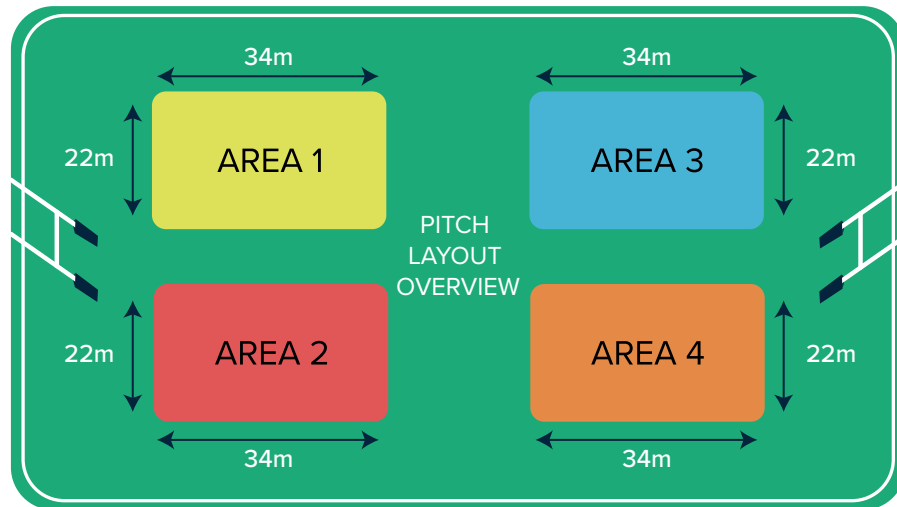 34m
34m
22m
AREA 1
AREA 3
22m
PITCH
LAYOUT
OVERVIEW
22m
AREA 2
AREA 4
22m
34m
34m